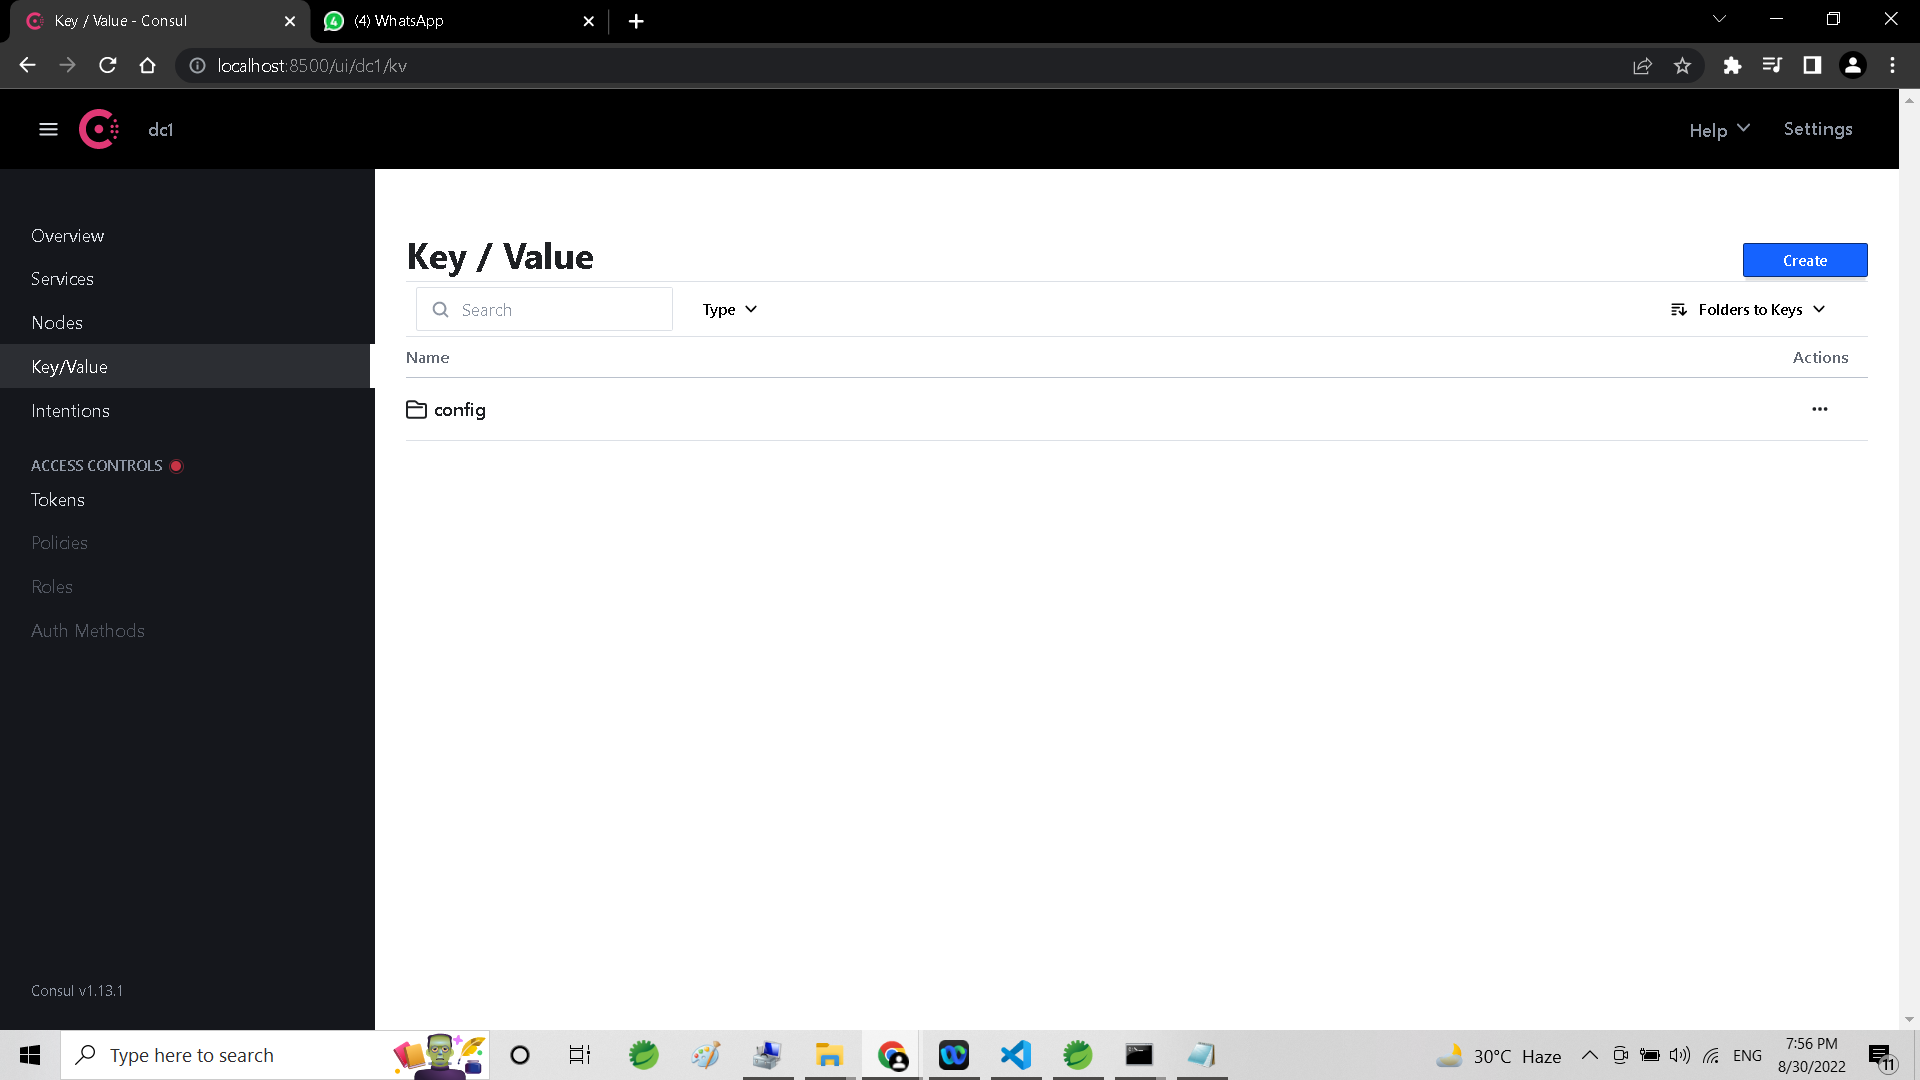 Key / Value - Consul
(4) WhatsApp
localhost:8500/ui/dc1/kv
dc1
Help
Settings
Overview
Services
Nodes
Key/Value
Intentions
ACCESS CONTROLS
Tokens
Policies
Roles
Auth Methods
Consul v1.13.1
Key / Value
Create
Search
Type
Folders to Keys
Name
Actions
config
Type here to search
30°C Haze
ENG
7:56 PM
8/30/2022
11